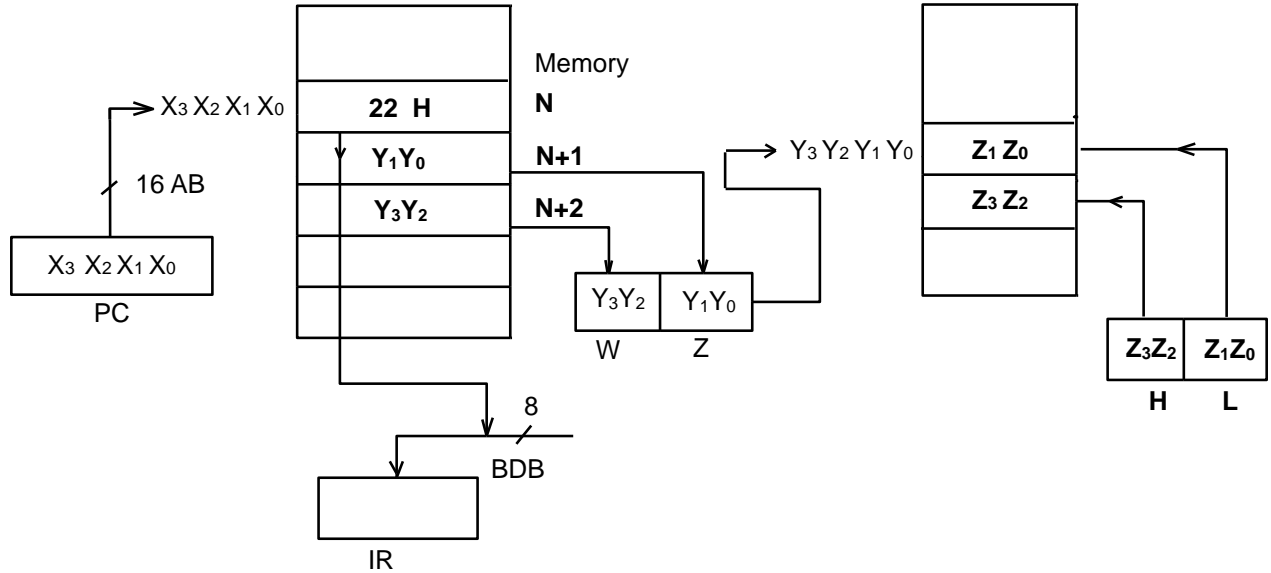 Memory
X₃ X₂ X₁ X₀
22 H
N
Y₁Y₀
N+1
Y₃ Y₂ Y₁ Y₀
Z₁ Z₀
16 AB
Y₃Y₂
N+2
Z₃ Z₂
X₃ X₂ X₁ X₀
PC
Y₃Y₂
Y₁Y₀
W
Z
Z₃Z₂
Z₁Z₀
H
L
8
BDB
IR